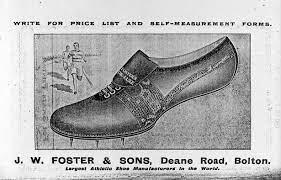 WRITE FOR PRICE LIST AND SELF-MEASUREMENT FORMS.
J. W. FOSTER & SONS, Deane Road, Bolton.
Largest Athletic Shoe Manufacturers in the World.